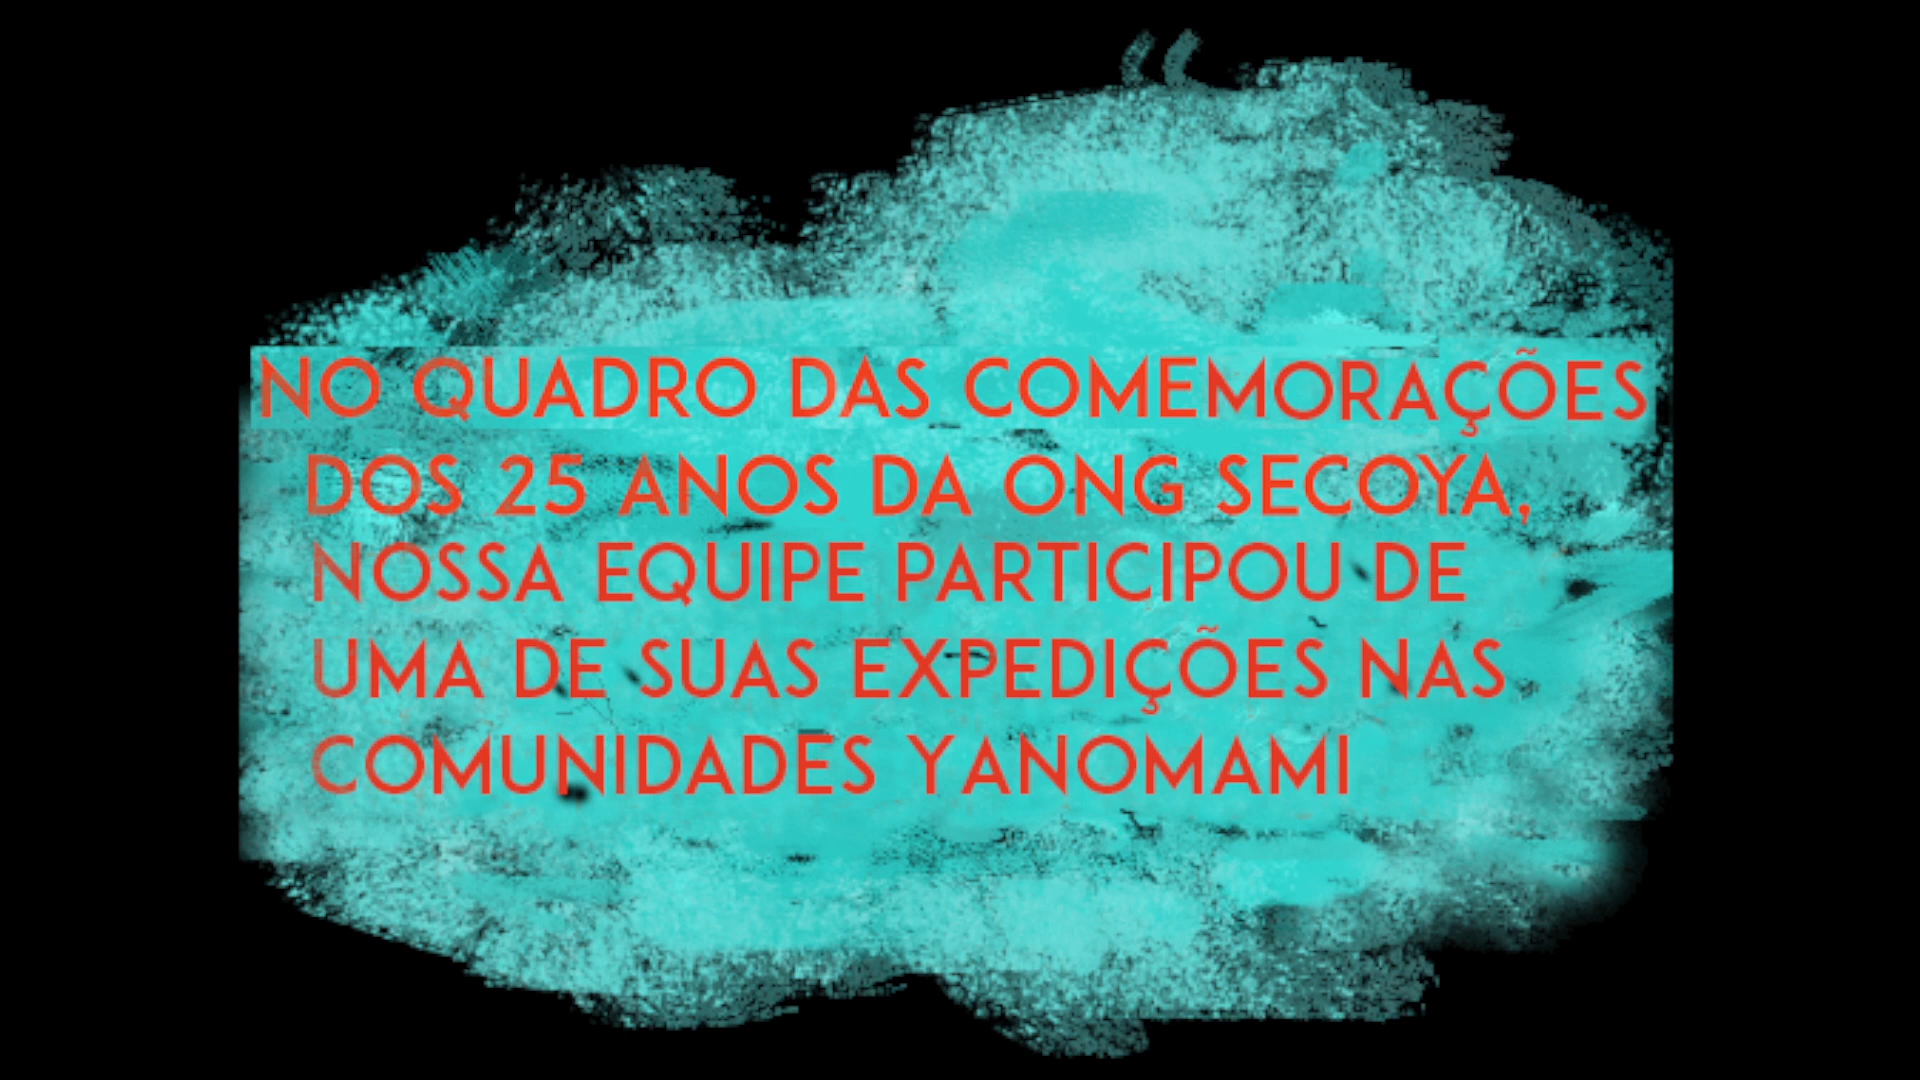 NO QUADRO DAS COMEMORAÇÕES
DOS 25 ANOS DA ONG SECOYA,
NOSSA EQUIPE PARTICIPOU DE
UMA DE SUAS EXPEDIÇÕES NAS
COMUNIDADES YANOMAMI